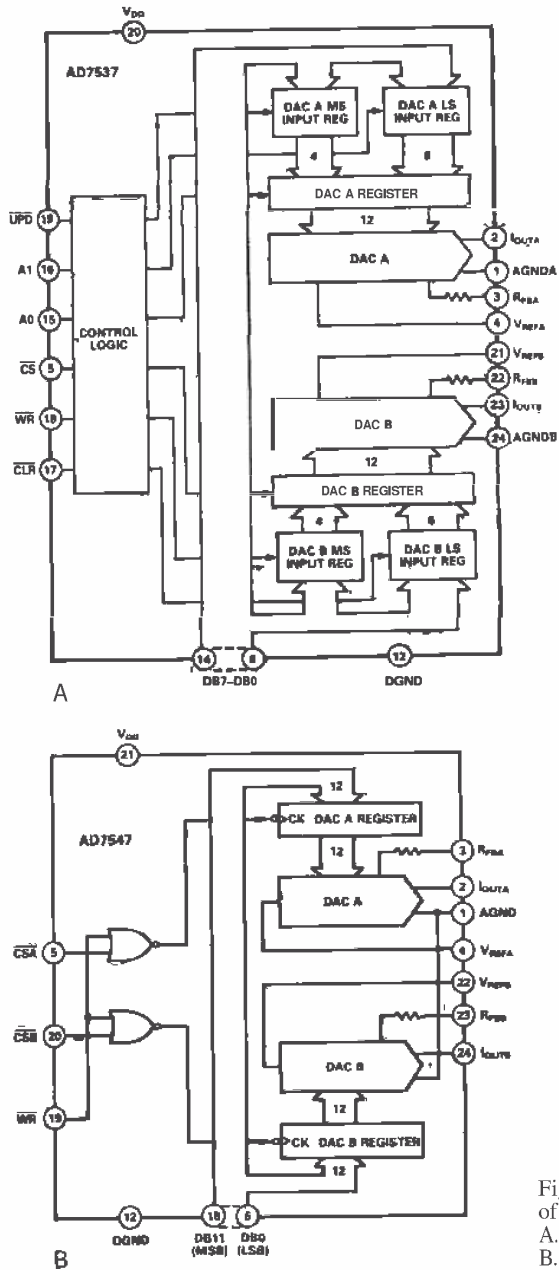 VDD
20
AD7537
DAC A MS
INPUT REG
DAC A LS
INPUT REG
4
8
DAC A REGISTER
12
DAC A
UPD 19
A1 16
A0 15
CS 5
WR 18
CLR 17
CONTROL
LOGIC
2 IOUTA
1 AGNDA
3 RFBA
4 VREFA
21 VREFB
22 RFBB
23 IOUTB
24 AGNDB
DAC B
12
DAC B REGISTER
4
8
DAC B MS
INPUT REG
DAC B LS
INPUT REG
14
12
DB7–DB0
DGND
A
VDD
21
AD7547
12
CK DAC A REGISTER
12
DAC A
3 RFBA
2 IOUTA
1 AGND
4 VREFA
22 VREFB
23 RFBB
24 IOUTB
CSA 5
CSB 20
WR 19
DAC B
12
CK DAC B REGISTER
12
12
18
6
DGND
DB11
(MSB)
DB0
(LSB)
B
Fig
of
A.
B.